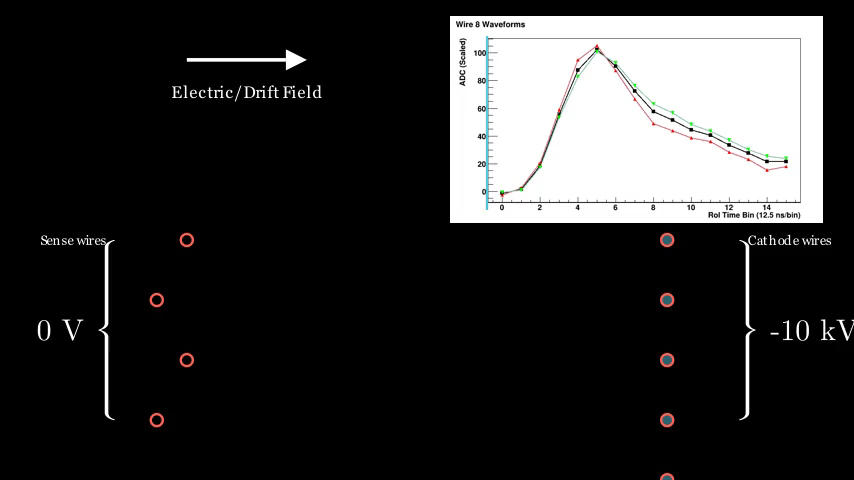 Wire 8 Waveforms
ADC (Scaled)
100
80
60
40
20
0
0 2 4 6 8 10 12 14
RoI Time Bin (12.5 ns/bin)
Electric/Drift Field
Sense wires
0 V
Cathode wires
-10 kV